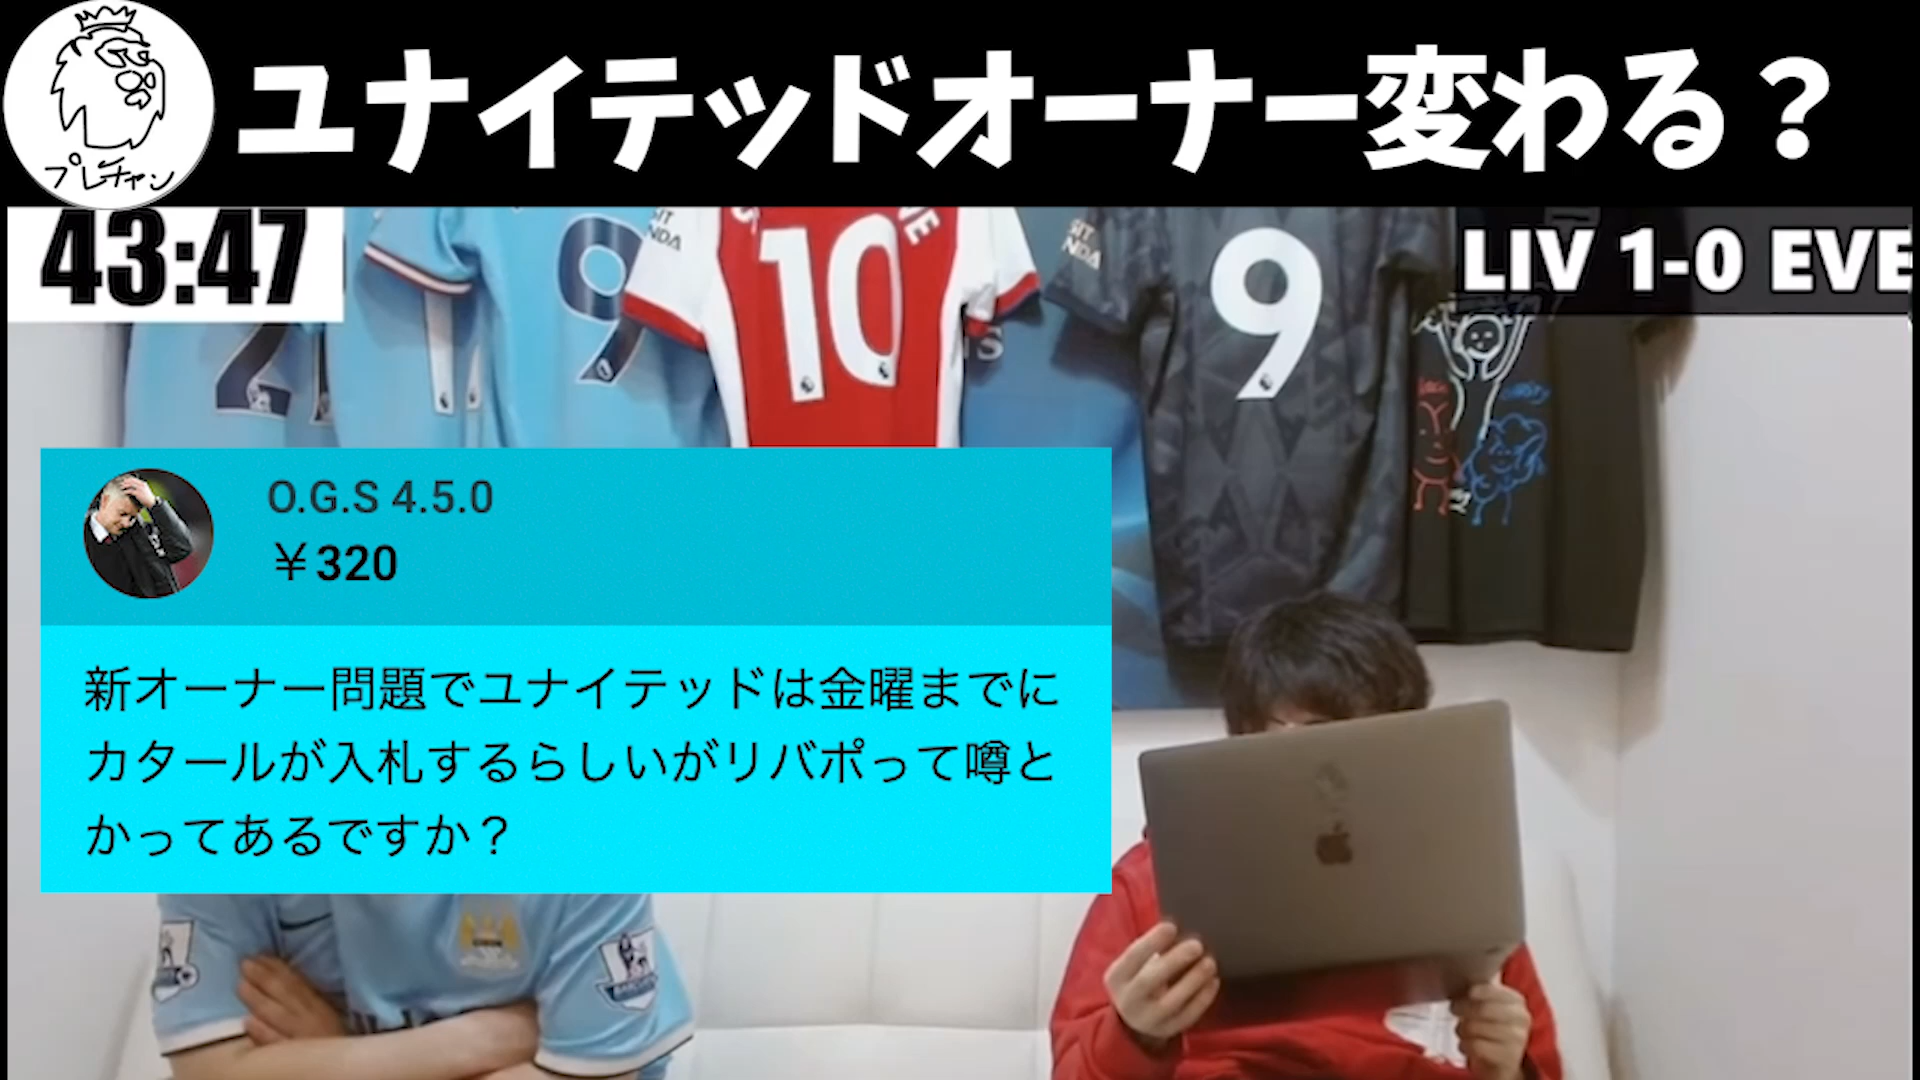 ユナイテッドオーナー変わる？
プレチャン
43:47
LIV 1-0 EVE
21
9
10
9
O.G.S 4.5.0
￥320
新オーナー問題でユナイテッドは金曜までに
カタールが入札するらしいがリバポって噂と
かってあるですか？